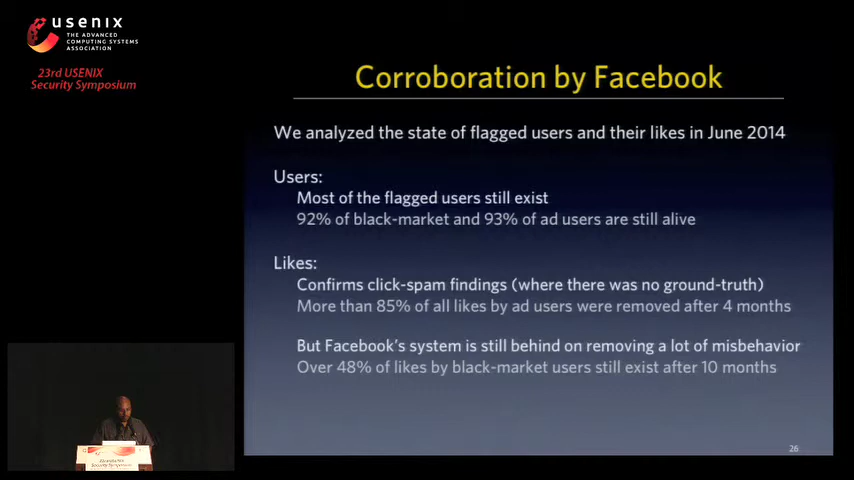 usenix
THE ADVANCED
COMPUTING SYSTEMS
ASSOCIATION
23rd USENIX
Security Symposium
Corroboration by Facebook
We analyzed the state of flagged users and their likes in June 2014
Users:
Most of the flagged users still exist
92% of black-market and 93% of ad users are still alive
Likes:
Confirms click-spam findings (where there was no ground-truth)
More than 85% of all likes by ad users were removed after 4 months
But Facebook's system is still behind on removing a lot of misbehavior
Over 48% of likes by black-market users still exist after 10 months
26
Security Symposium